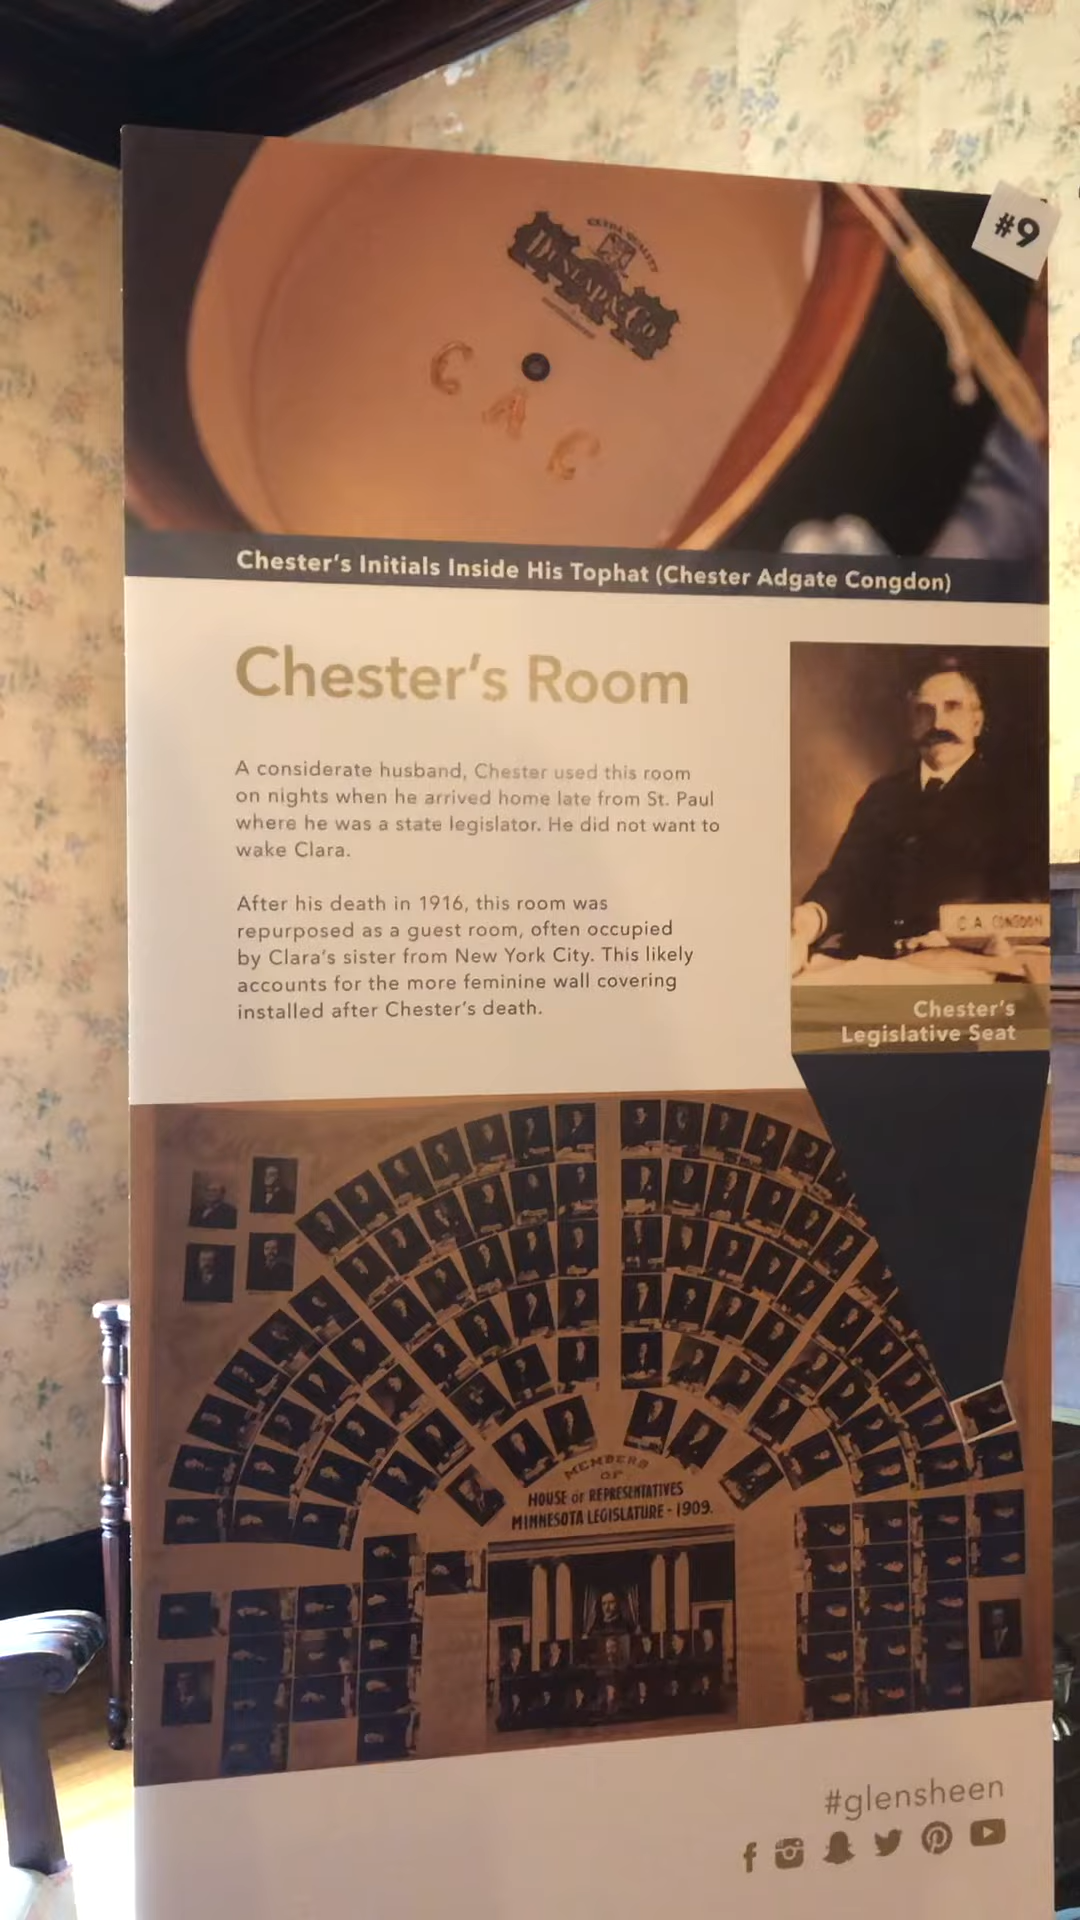 #9
EXTRA QUALITY
DUNLAP & CO.
C A C
Chester's Initials Inside His Tophat (Chester Adgate Congdon)
Chester's Room
A considerate husband, Chester used this room
on nights when he arrived home late from St. Paul
where he was a state legislator. He did not want to
wake Clara.
After his death in 1916, this room was
repurposed as a guest room, often occupied
by Clara's sister from New York City. This likely
accounts for the more feminine wall covering
installed after Chester's death.
C. A. CONGDON
Chester's
Legislative Seat
MEMBERS
OF
HOUSE OF REPRESENTATIVES
MINNESOTA LEGISLATURE - 1909.
#glensheen